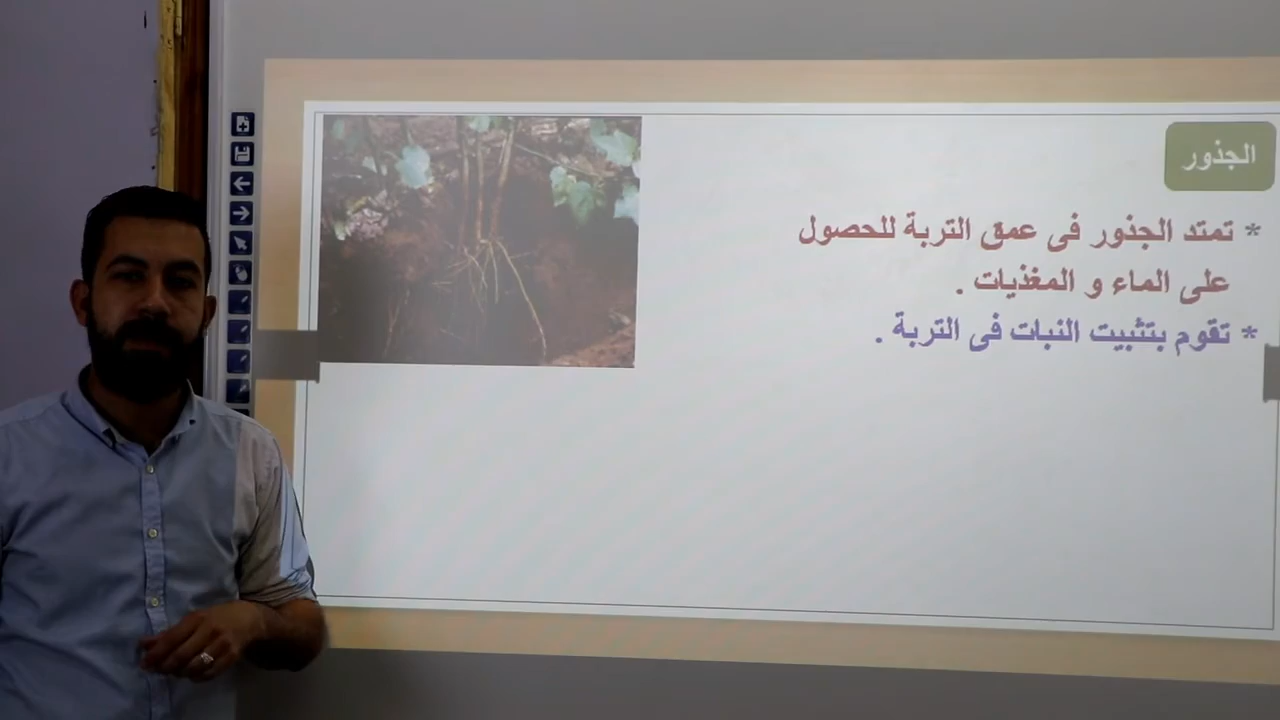 الجذور
* تمتد الجذور فى عمق التربة للحصول
على الماء و المغذيات .
* تقوم بتثبيت النبات فى التربة .